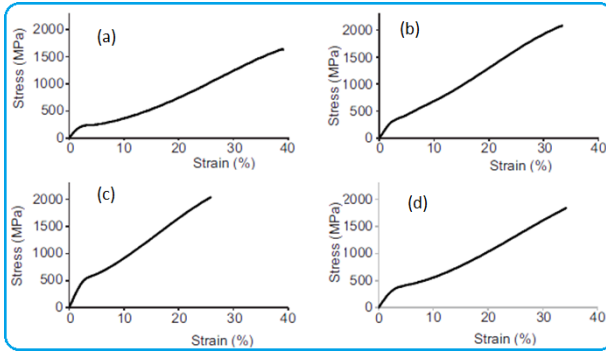 (a)
Stress (MPa)
2000
1500
1000
500
0
0 10 20 30 40
Strain (%)
(b)
Stress (MPa)
2000
1500
1000
500
0
0 10 20 30 40
Strain (%)
(c)
Stress (MPa)
2000
1500
1000
500
0
0 10 20 30 40
Strain (%)
(d)
Stress (MPa)
2000
1500
1000
500
0
0 10 20 30 40
Strain (%)